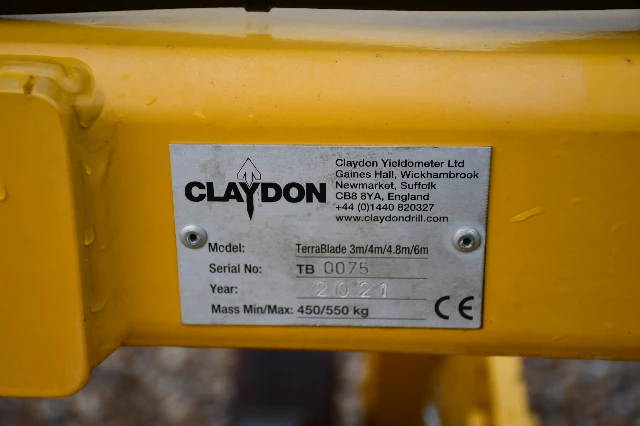 CLAYDON
Claydon Yieldometer Ltd
Gaines Hall, Wickhambrook
Newmarket, Suffolk
CB8 8YA, England
+44 (0)1440 820327
www.claydondrill.com
Model: TerraBlade 3m/4m/4.8m/6m
Serial No: TB 0075
Year: 2021
Mass Min/Max: 450/550 kg
CE